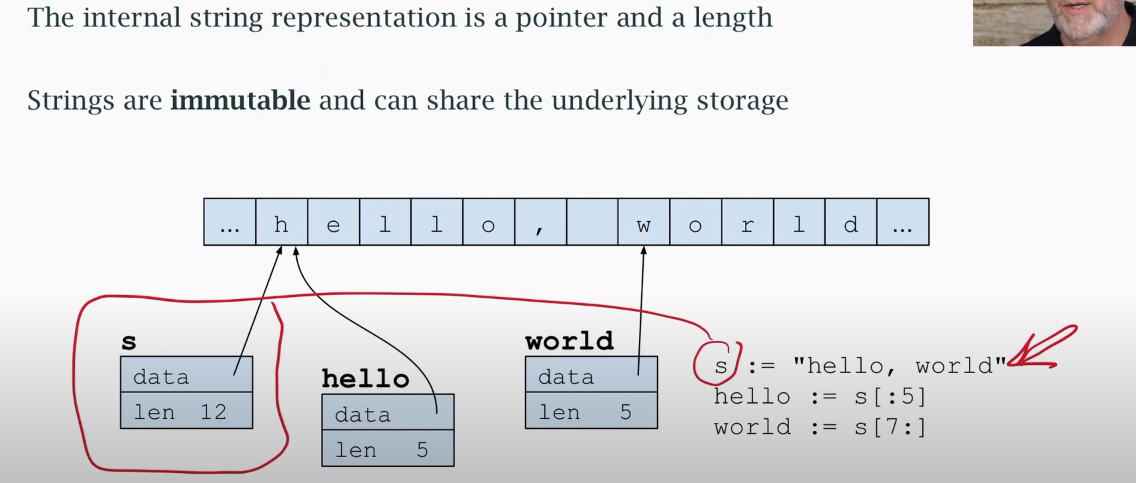 The internal string representation is a pointer and a length
Strings are immutable and can share the underlying storage
... h e l l o , w o r l d ...
s
data
len 12
hello
data
len 5
world
data
len 5
s := "hello, world"
hello := s[:5]
world := s[7:]